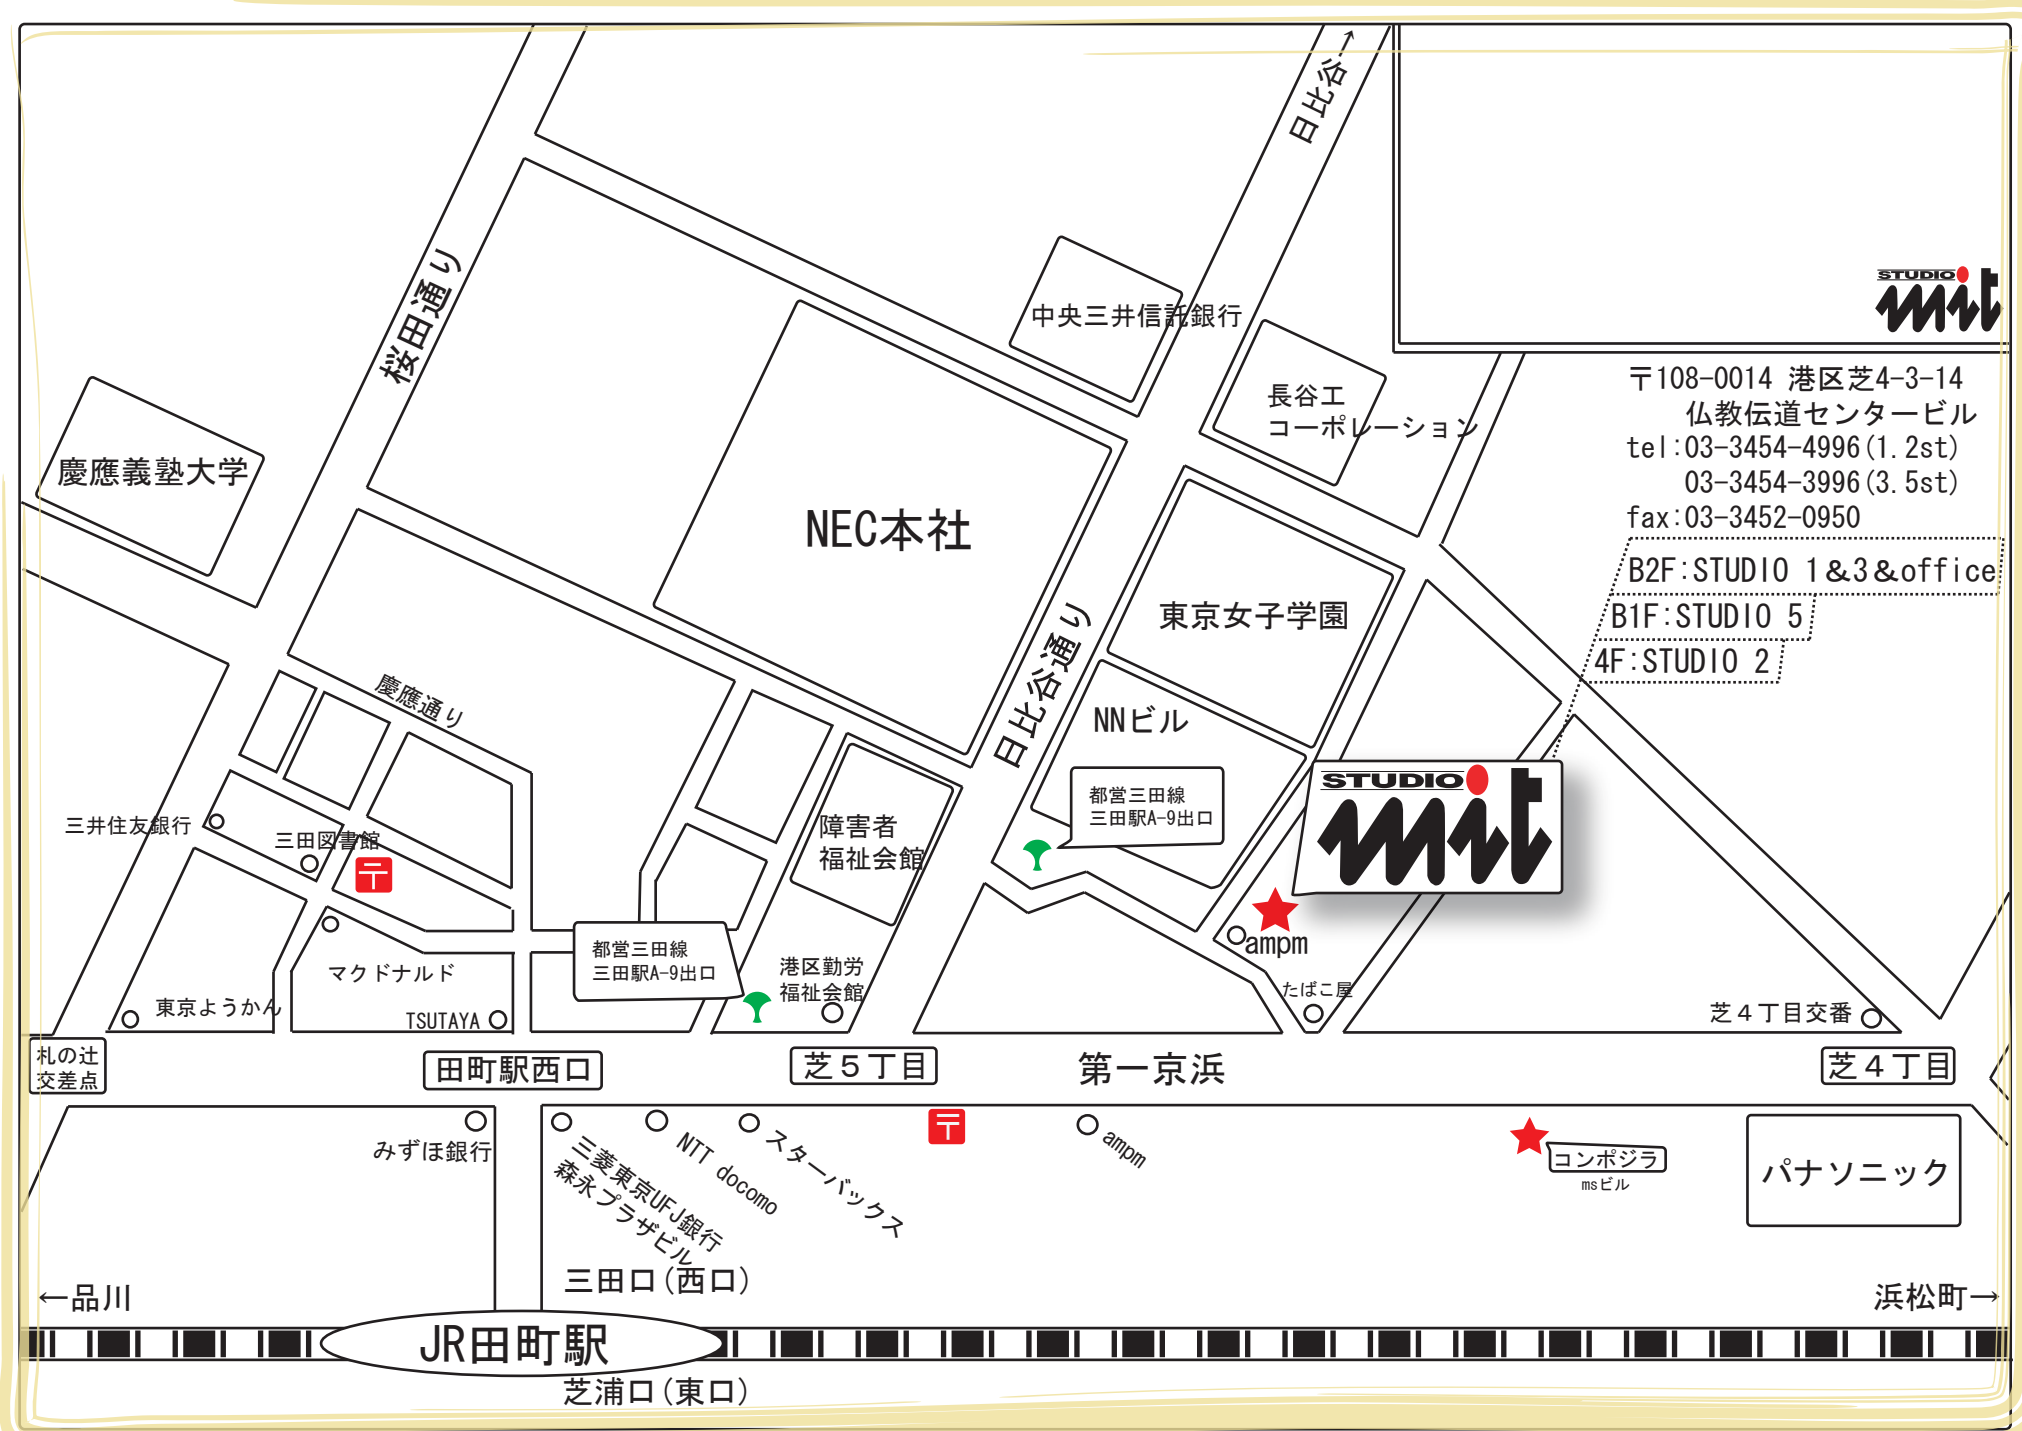 日比谷→
桜田通り
中央三井信託銀行
長谷工
コーポレーション
STUDIO
mit
〒108-0014 港区芝4-3-14
仏教伝道センタービル
tel:03-3454-4996(1.2st)
03-3454-3996(3.5st)
fax:03-3452-0950
B2F:STUDIO 1&3&office
B1F:STUDIO 5
4F:STUDIO 2
慶應義塾大学
NEC本社
東京女子学園
日比谷通り
慶應通り
NNビル
都営三田線
三田駅A-9出口
STUDIO
mit
三井住友銀行
三田図書館
〒
障害者
福祉会館
ampm
都営三田線
三田駅A-9出口
港区勤労
福祉会館
マクドナルド
東京ようかん
TSUTAYA
たばこ屋
芝4丁目交番
札の辻
交差点
田町駅西口
芝5丁目
第一京浜
芝4丁目
みずほ銀行
三菱東京UFJ銀行
森永プラザビル
NTT docomo
スターバックス
〒
ampm
コンポジラ
msビル
パナソニック
三田口(西口)
←品川
浜松町→
JR田町駅
芝浦口(東口)